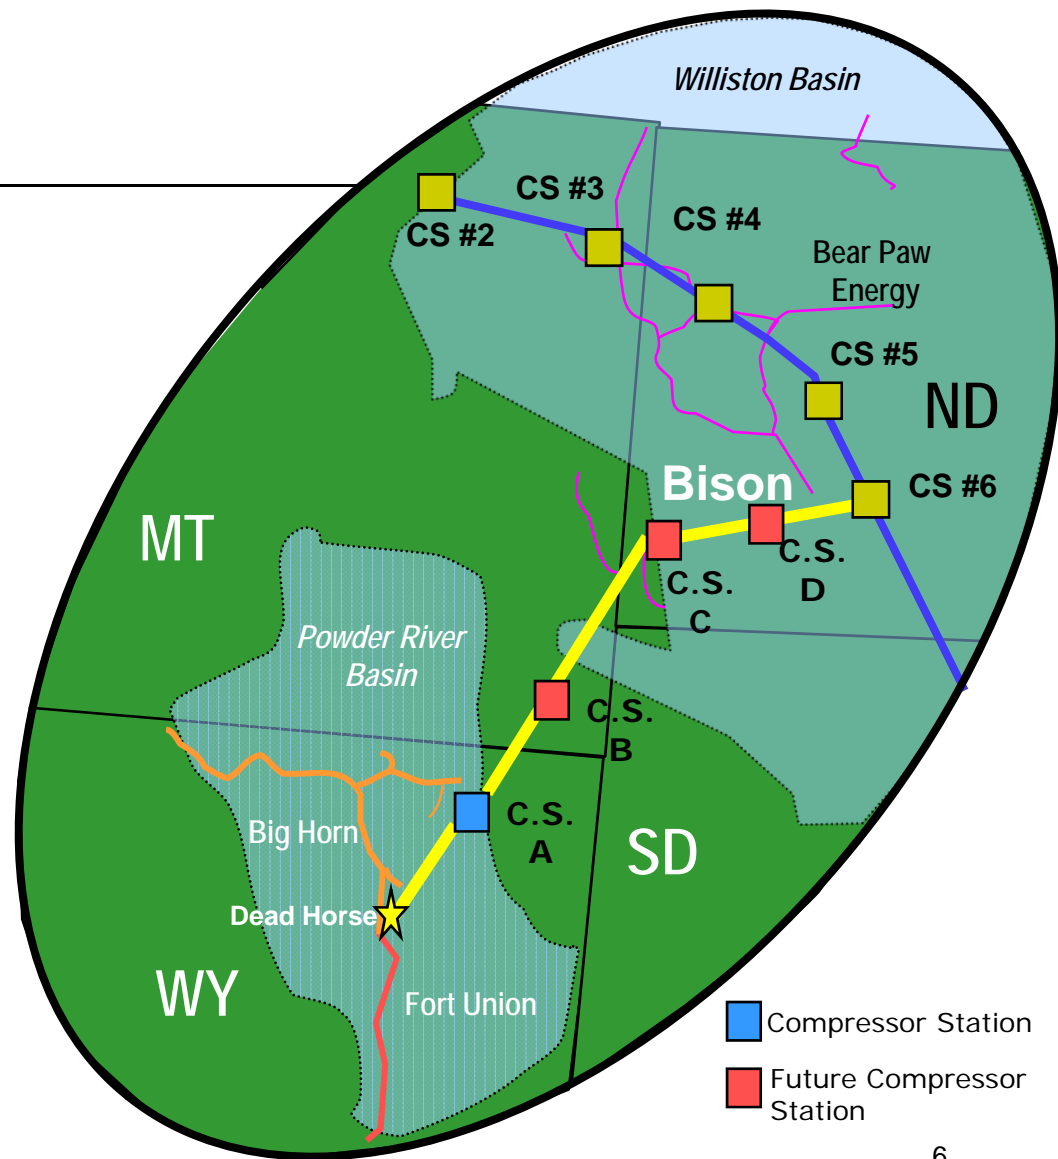 Williston Basin
CS #3
CS #2
CS #4
Bear Paw
Energy
CS #5
ND
Bison
CS #6
MT
C.S.
D
C.S.
C
Powder River
Basin
C.S.
B
C.S.
A
Big Horn
SD
Dead Horse
WY
Fort Union
Compressor Station
Future Compressor
Station
6